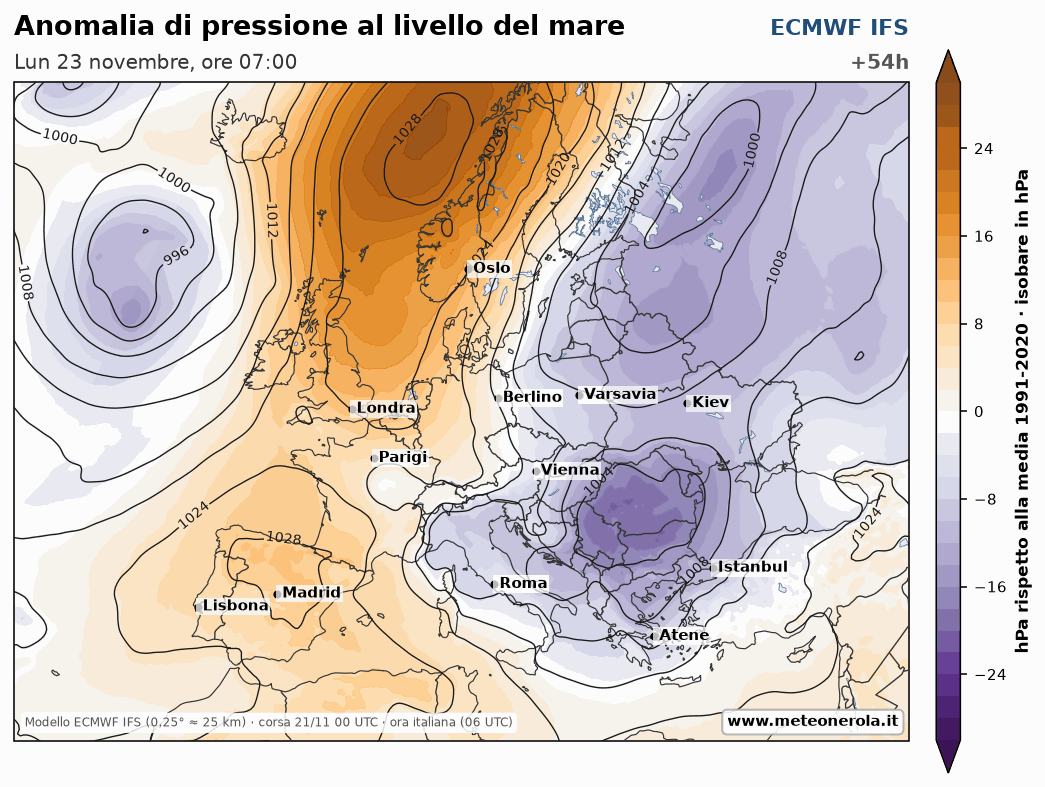 Anomalia di pressione al livello del mare
ECMWF IFS
Lun 23 novembre, ore 07:00
+54h
1028
1028
1020
1012
1000
1000
1000
1004
1012
996
1008
1008
1024
Oslo
Londra
Berlino
Varsavia
Kiev
Parigi
Vienna
1024
1024
1028
1008
Istanbul
Roma
Madrid
Lisbona
Atene
Modello ECMWF IFS (0,25° ≈ 25 km) · corsa 21/11 00 UTC · ora italiana (06 UTC)
www.meteonerola.it
24
16
8
0
−8
−16
−24
hPa rispetto alla media 1991-2020 · isobare in hPa